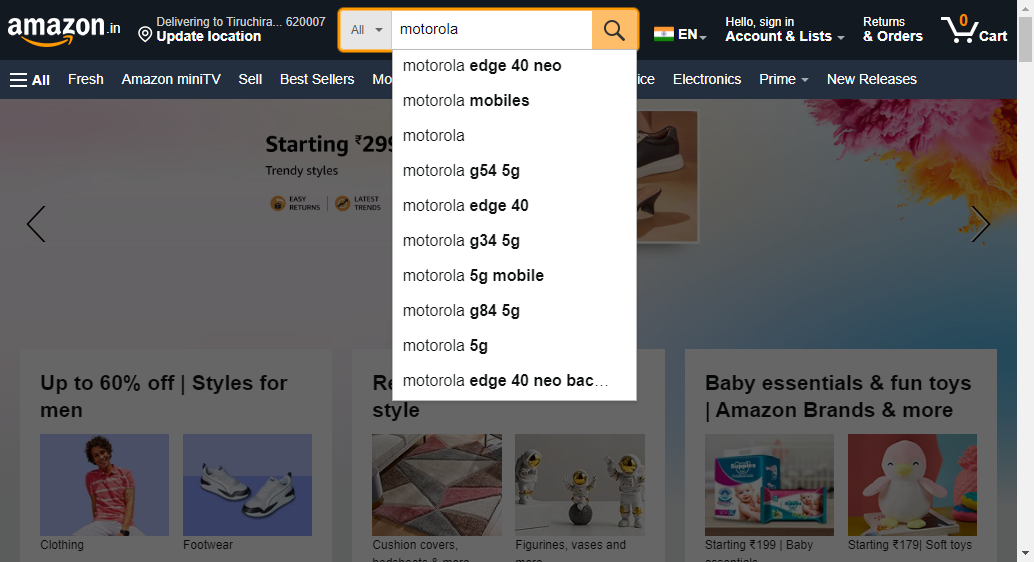 amazon.in
Delivering to Tiruchira... 620007
Update location
All
motorola
EN
Hello, sign in
Account & Lists
Returns
& Orders
0
Cart
All
Fresh
Amazon miniTV
Sell
Best Sellers
Mo
ice
Electronics
Prime
New Releases
motorola edge 40 neo
motorola mobiles
motorola
motorola g54 5g
motorola edge 40
motorola g34 5g
motorola 5g mobile
motorola g84 5g
motorola 5g
motorola edge 40 neo bac...
Starting ₹299
Trendy styles
EASY
RETURNS
LATEST
TRENDS
Up to 60% off | Styles for
men
Clothing
Footwear
Re
style
Cushion covers,
bedsheets & more
Figurines, vases and
more
Baby essentials & fun toys
| Amazon Brands & more
Starting ₹199 | Baby
essentials
Starting ₹179| Soft toys